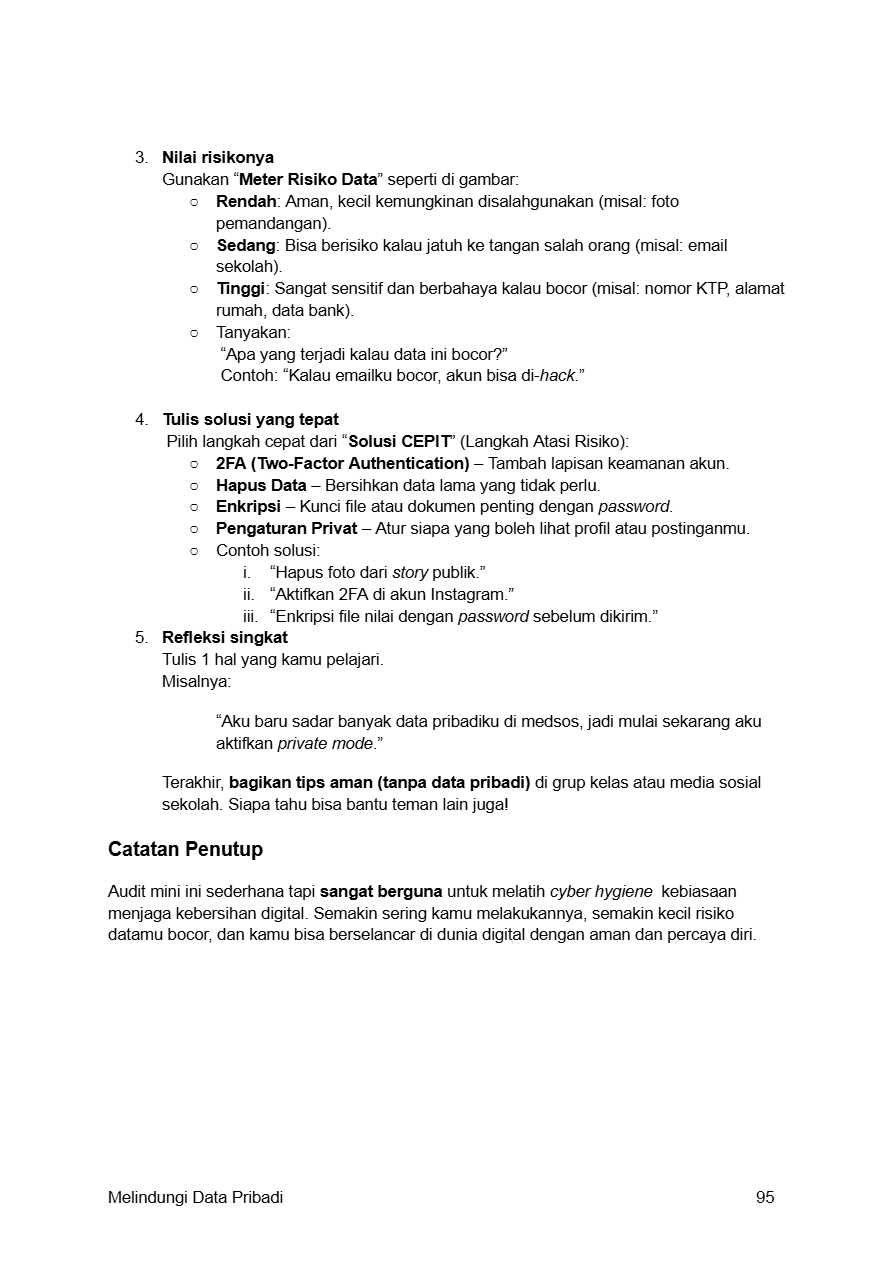 3. Nilai risikonya
Gunakan “Meter Risiko Data” seperti di gambar:
○ Rendah: Aman, kecil kemungkinan disalahgunakan (misal: foto
pemandangan).
○ Sedang: Bisa berisiko kalau jatuh ke tangan salah orang (misal: email
sekolah).
○ Tinggi: Sangat sensitif dan berbahaya kalau bocor (misal: nomor KTP, alamat
rumah, data bank).
○ Tanyakan:
“Apa yang terjadi kalau data ini bocor?”
Contoh: “Kalau emailku bocor, akun bisa di-hack.”
4. Tulis solusi yang tepat
Pilih langkah cepat dari “Solusi CEPIT” (Langkah Atasi Risiko):
○ 2FA (Two-Factor Authentication) – Tambah lapisan keamanan akun.
○ Hapus Data – Bersihkan data lama yang tidak perlu.
○ Enkripsi – Kunci file atau dokumen penting dengan password.
○ Pengaturan Privat – Atur siapa yang boleh lihat profil atau postinganmu.
○ Contoh solusi:
i. “Hapus foto dari story publik.”
ii. “Aktifkan 2FA di akun Instagram.”
iii. “Enkripsi file nilai dengan password sebelum dikirim.”
5. Refleksi singkat
Tulis 1 hal yang kamu pelajari.
Misalnya:
“Aku baru sadar banyak data pribadiku di medsos, jadi mulai sekarang aku
aktifkan private mode.”
Terakhir, bagikan tips aman (tanpa data pribadi) di grup kelas atau media sosial
sekolah. Siapa tahu bisa bantu teman lain juga!
Catatan Penutup
Audit mini ini sederhana tapi sangat berguna untuk melatih cyber hygiene kebiasaan
menjaga kebersihan digital. Semakin sering kamu melakukannya, semakin kecil risiko
datamu bocor, dan kamu bisa berselancar di dunia digital dengan aman dan percaya diri.
Melindungi Data Pribadi 95